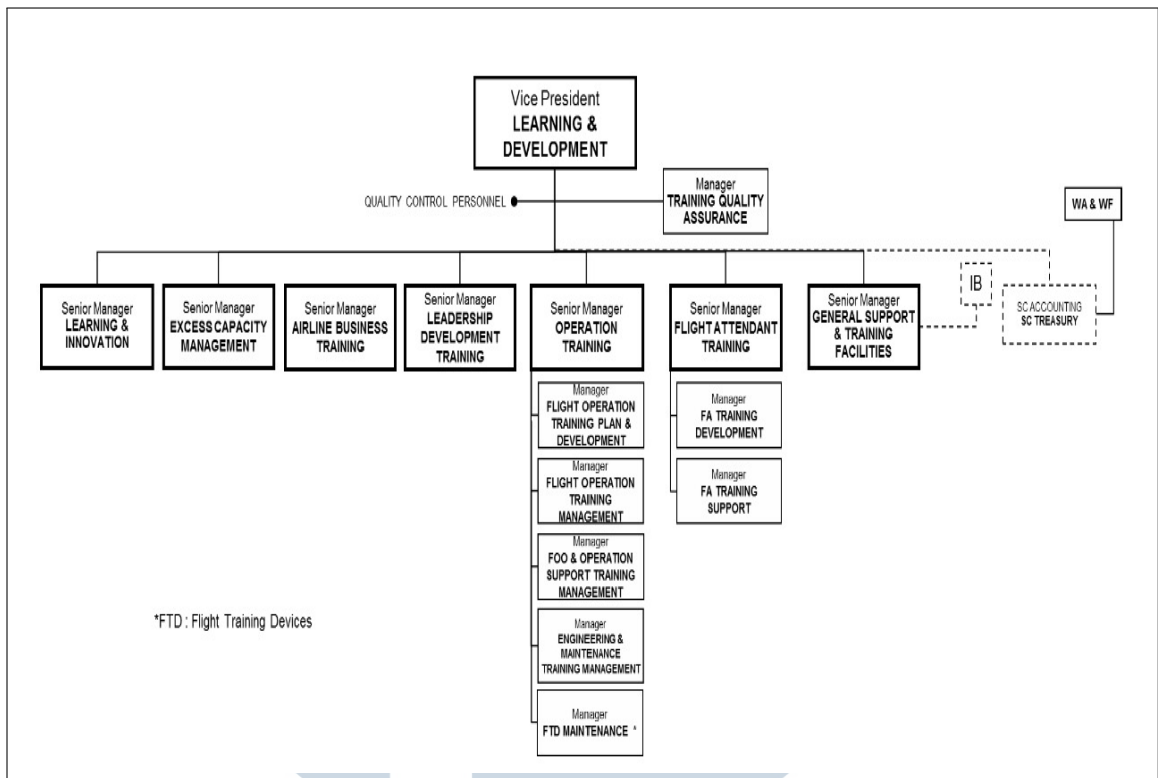 Vice President
LEARNING &
DEVELOPMENT
QUALITY CONTROL PERSONNEL
Manager
TRAINING QUALITY
ASSURANCE
WA & WF
IB
SC ACCOUNTING
SC TREASURY
Senior Manager
LEARNING &
INNOVATION
Senior Manager
EXCESS CAPACITY
MANAGEMENT
Senior Manager
AIRLINE BUSINESS
TRAINING
Senior Manager
LEADERSHIP
DEVELOPMENT
TRAINING
Senior Manager
OPERATION
TRAINING
Senior Manager
FLIGHT ATTENDANT
TRAINING
Senior Manager
GENERAL SUPPORT
& TRAINING
FACILITIES
Manager
FLIGHT OPERATION
TRAINING PLAN &
DEVELOPMENT
Manager
FLIGHT OPERATION
TRAINING
MANAGEMENT
Manager
FOO & OPERATION
SUPPORT TRAINING
MANAGEMENT
Manager
ENGINEERING &
MAINTENANCE
TRAINING MANAGEMENT
Manager
FTD MAINTENANCE *
Manager
FA TRAINING
DEVELOPMENT
Manager
FA TRAINING
SUPPORT
*FTD : Flight Training Devices